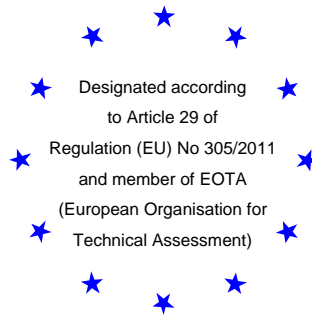 Designated according
to Article 29 of
Regulation (EU) No 305/2011
and member of EOTA
(European Organisation for
Technical Assessment)